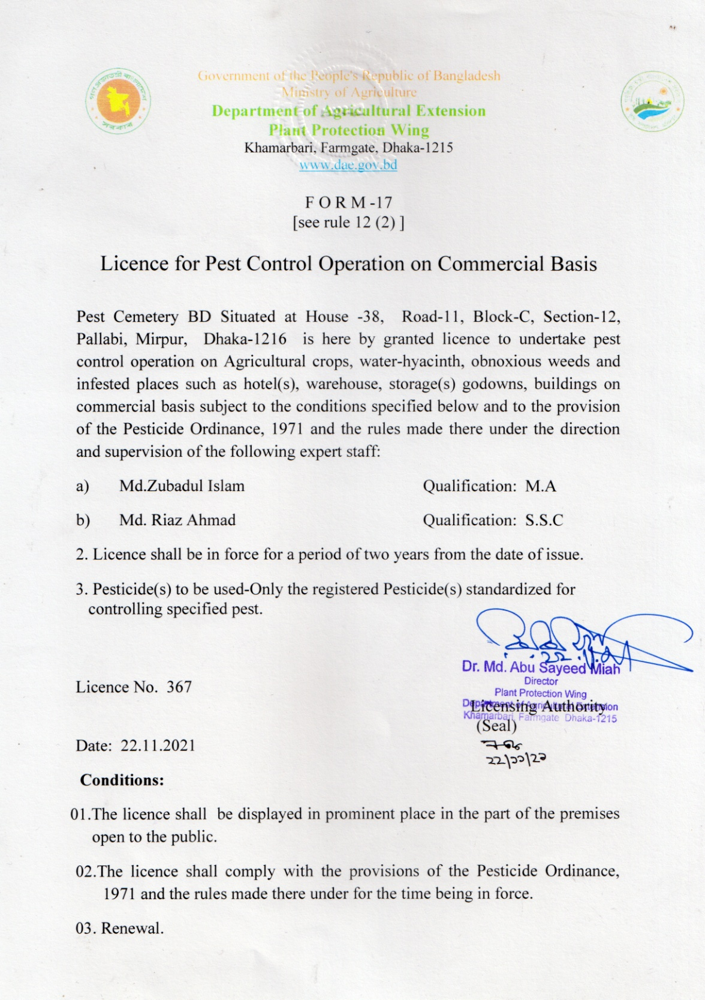 Government of the People's Republic of Bangladesh
Ministry of Agriculture
Department of Agricultural Extension
Plant Protection Wing
Khamarbari, Farmgate, Dhaka-1215
www.dae.gov.bd
F O R M -17
[see rule 12 (2) ]
Licence for Pest Control Operation on Commercial Basis
Pest Cemetery BD Situated at House -38, Road-11, Block-C, Section-12,
Pallabi, Mirpur, Dhaka-1216 is here by granted licence to undertake pest
control operation on Agricultural crops, water-hyacinth, obnoxious weeds and
infested places such as hotel(s), warehouse, storage(s) godowns, buildings on
commercial basis subject to the conditions specified below and to the provision
of the Pesticide Ordinance, 1971 and the rules made there under the direction
and supervision of the following expert staff:
a) Md.Zubadul Islam Qualification: M.A
b) Md. Riaz Ahmad Qualification: S.S.C
2. Licence shall be in force for a period of two years from the date of issue.
3. Pesticide(s) to be used-Only the registered Pesticide(s) standardized for
controlling specified pest.
Dr. Md. Abu Sayeed Miah
Director
Plant Protection Wing
Department of Agricultural Extension
Khamarbari, Farmgate Dhaka-1215
Licence No. 367
Licensing Authority
(Seal)
Date: 22.11.2021
২২/১১/২১
Conditions:
01.The licence shall be displayed in prominent place in the part of the premises
open to the public.
02.The licence shall comply with the provisions of the Pesticide Ordinance,
1971 and the rules made there under for the time being in force.
03. Renewal.